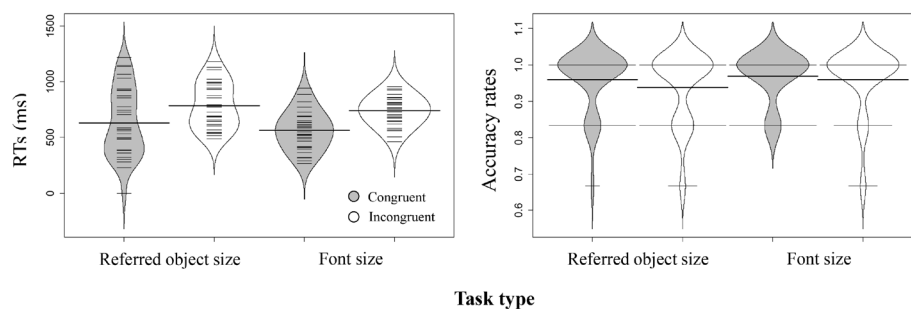 RTs (ms)
1500
1000
500
0
Congruent
Incongruent
Referred object size
Font size
Accuracy rates
1.1
1.0
0.9
0.8
0.7
0.6
Referred object size
Font size
Task type